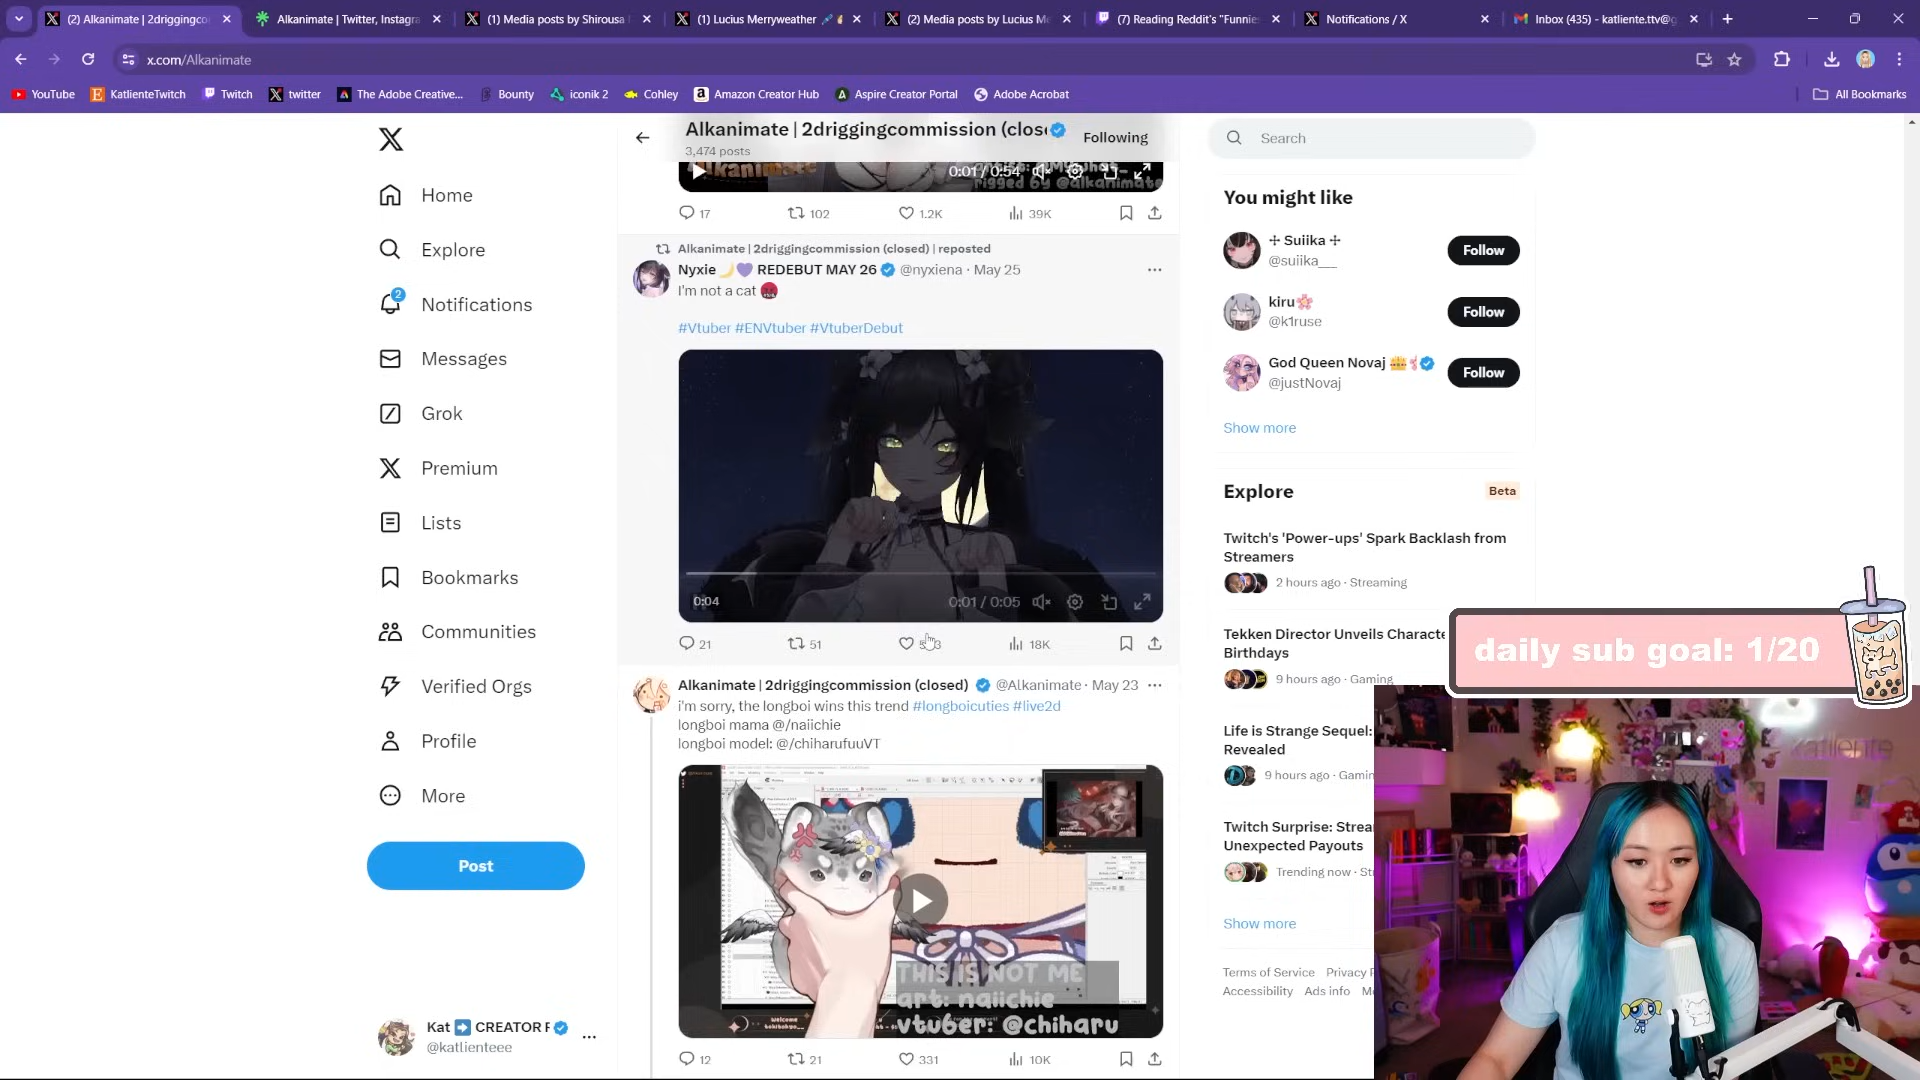 (2) Alkanimate | 2driggingco
Alkanimate | Twitter, Instagra
(1) Media posts by Shirousa
(1) Lucius Merryweather
(2) Media posts by Lucius M
(7) Reading Reddit's "Funnie
Notifications / X
Inbox (435) - katliente.ttv@g
x.com/Alkanimate
YouTube
KatlienteTwitch
Twitch
twitter
The Adobe Creative...
Bounty
iconik 2
Cohley
Amazon Creator Hub
Aspire Creator Portal
Adobe Acrobat
All Bookmarks
Home
Explore
Notifications
2
Messages
Grok
Premium
Lists
Bookmarks
Communities
Verified Orgs
Profile
More
Post
Kat ➡️ CREATOR F
@katlienteee
Alkanimate | 2driggingcommission (clos
3,474 posts
Following
Alkanimate
0:01 / 0:54
rigged by @alkanimate
17
102
1.2K
39K
Alkanimate | 2driggingcommission (closed) | reposted
Nyxie 🌙💜 REDEBUT MAY 26 @nyxiena · May 25
I'm not a cat
#Vtuber #ENVtuber #VtuberDebut
0:04
0:01 / 0:05
21
51
18K
Alkanimate | 2driggingcommission (closed) @Alkanimate · May 23
i'm sorry, the longboi wins this trend #longboicuties #live2d
longboi mama @/naiichie
longboi model: @/chiharufuuVT
THIS IS NOT ME
art: naiichie
vtuber: @chiharu
welcome
12
21
331
10K
Search
You might like
Suiika
@suiika___
Follow
kiru🌸
@k1ruse
Follow
God Queen Novaj
@justNovaj
Follow
Show more
Explore
Beta
Twitch's 'Power-ups' Spark Backlash from
Streamers
2 hours ago · Streaming
Tekken Director Unveils Characte
Birthdays
9 hours ago · Gaming
Life is Strange Sequel:
Revealed
9 hours ago · Gamin
Twitch Surprise: Strea
Unexpected Payouts
Trending now · St
Show more
Terms of Service Privacy P
Accessibility Ads info M
daily sub goal: 1/20
katliente